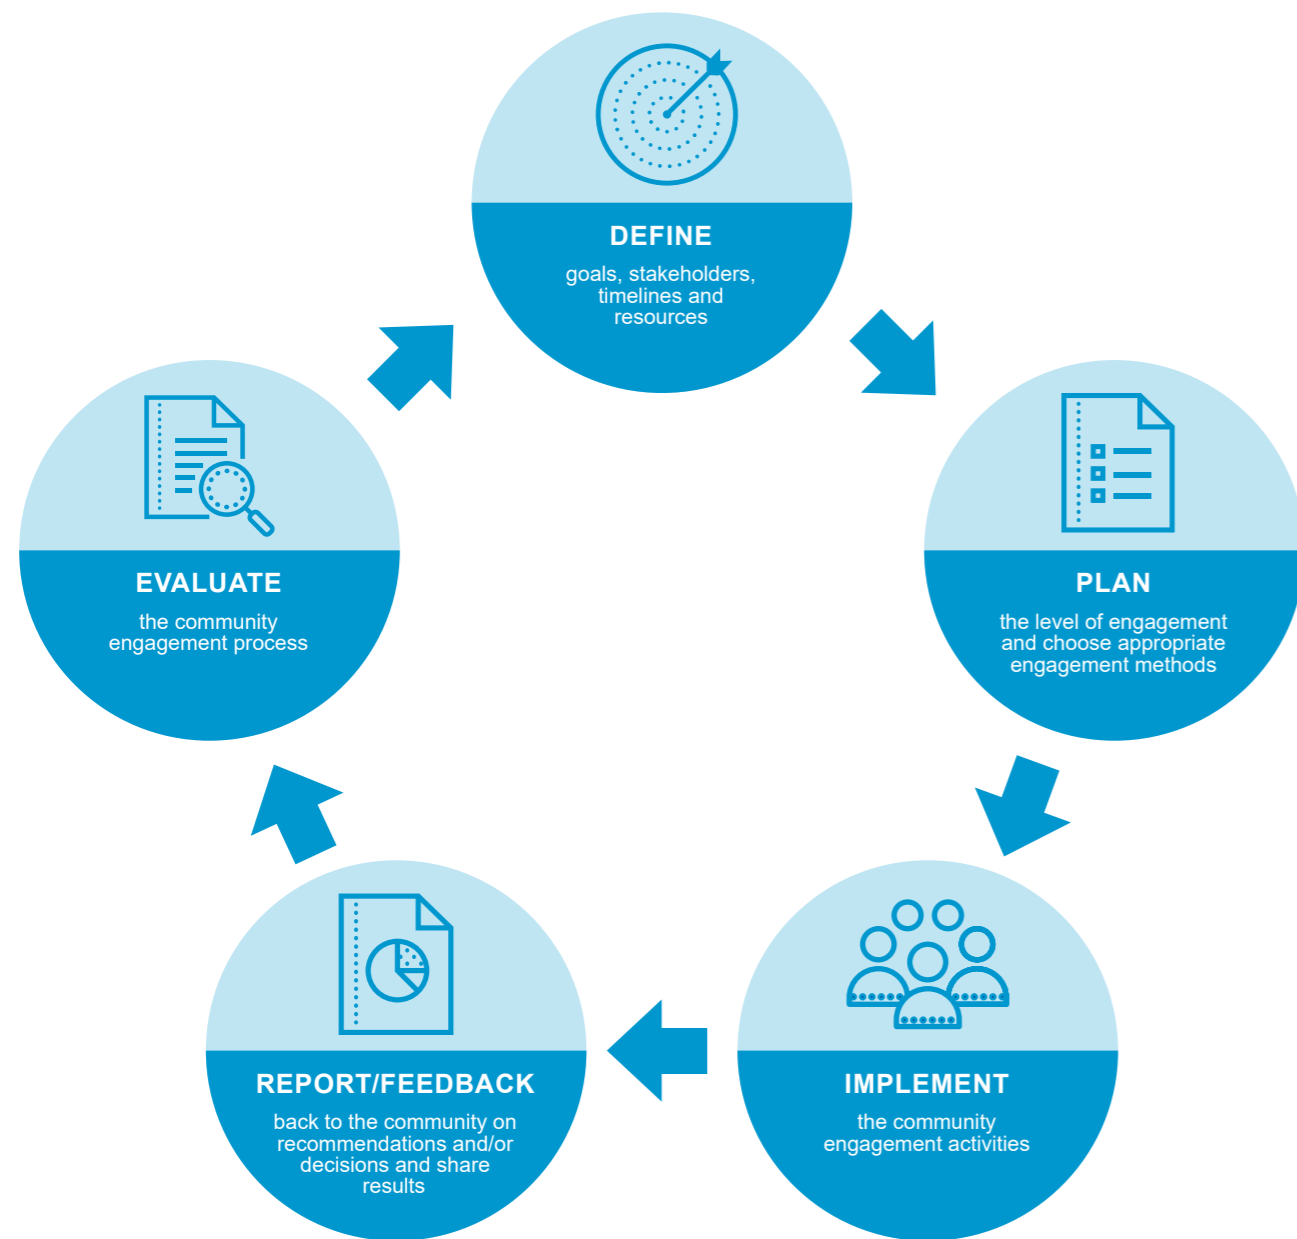 DEFINE
goals, stakeholders,
timelines and
resources
PLAN
the level of engagement
and choose appropriate
engagement methods
IMPLEMENT
the community
engagement activities
REPORT/FEEDBACK
back to the community on
recommendations and/or
decisions and share
results
EVALUATE
the community
engagement process